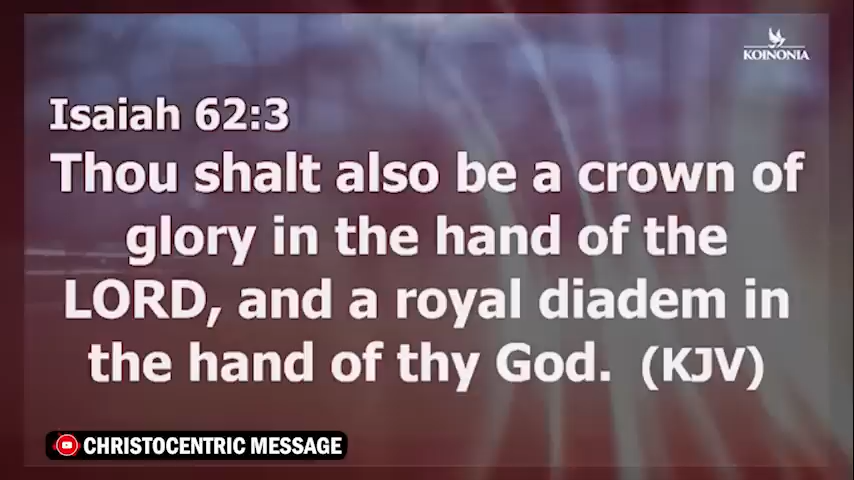 KOINONIA
Isaiah 62:3
Thou shalt also be a crown of
glory in the hand of the
LORD, and a royal diadem in
the hand of thy God. (KJV)
CHRISTOCENTRIC MESSAGE